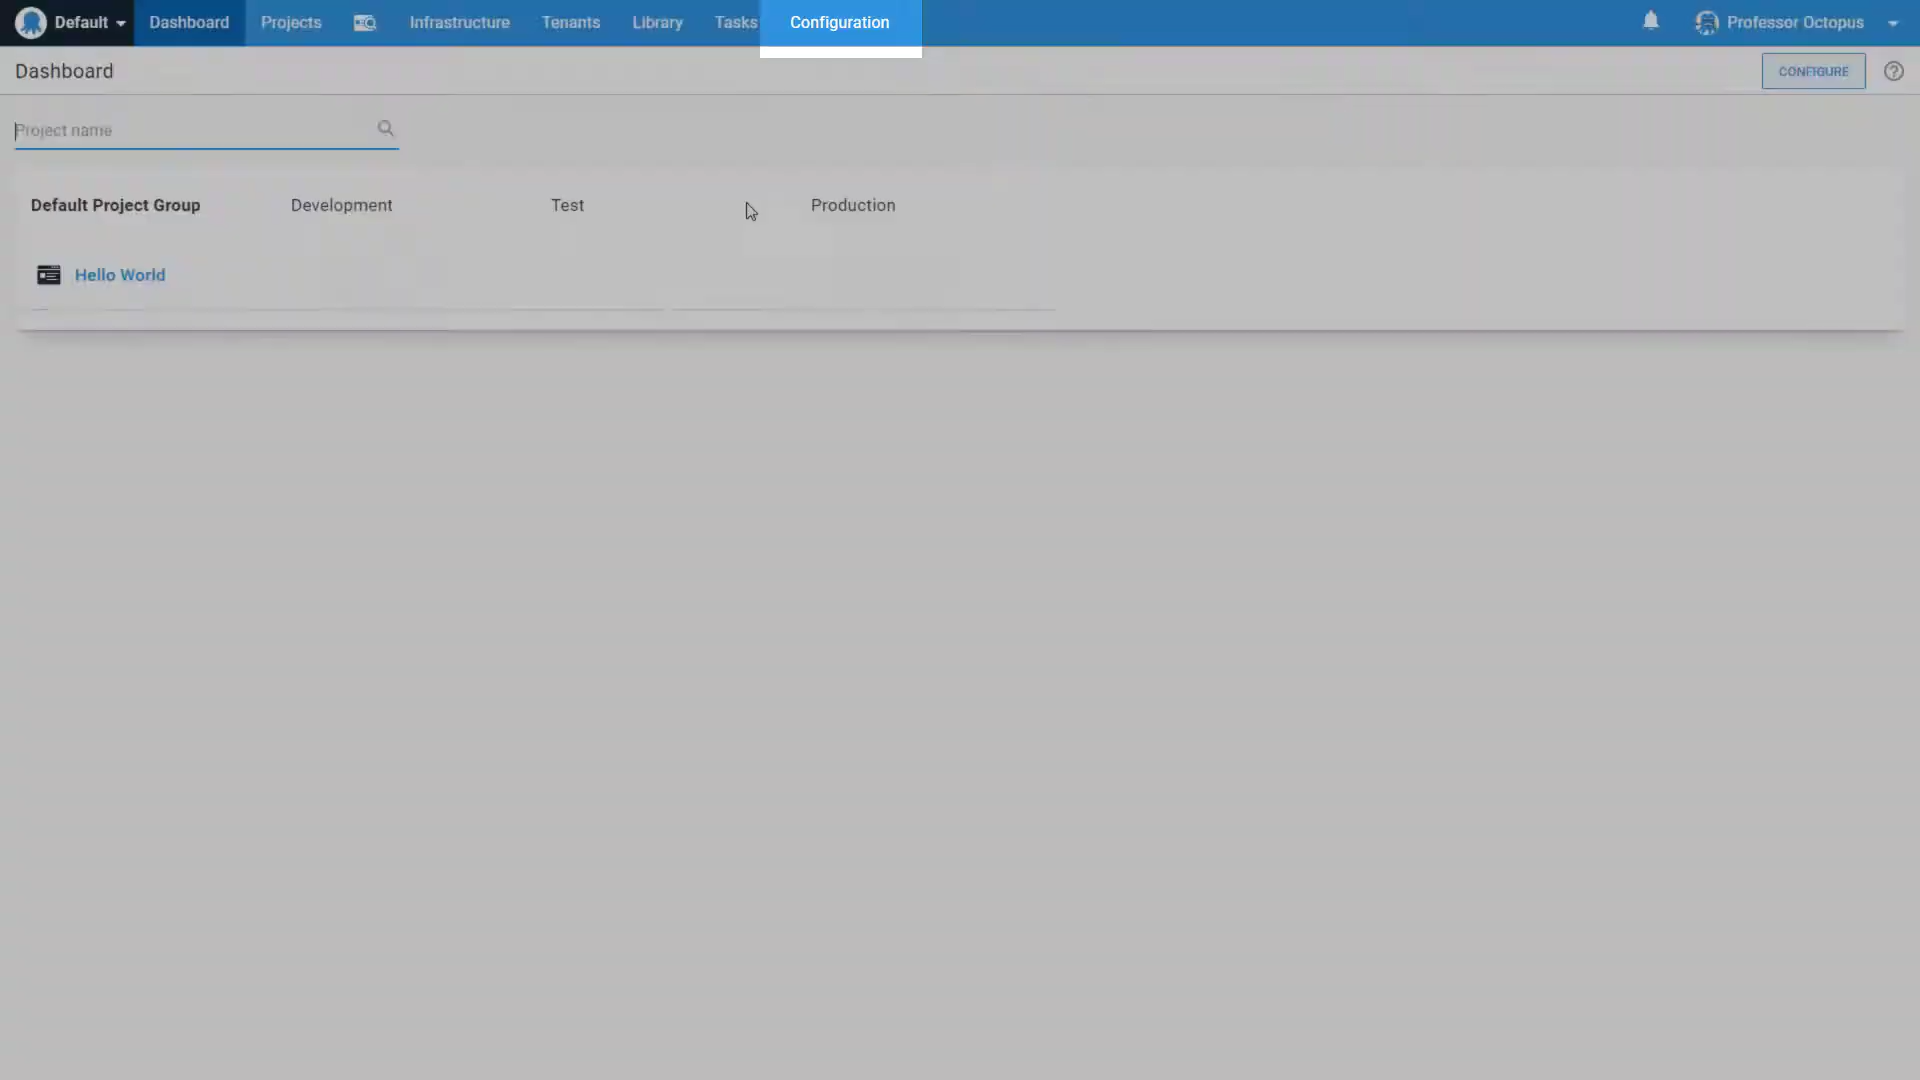 Default Dashboard Projects Infrastructure Tenants Library Tasks Configuration Professor Octopus
Dashboard CONFIGURE ?
Project name
Default Project Group Development Test Production
Hello World